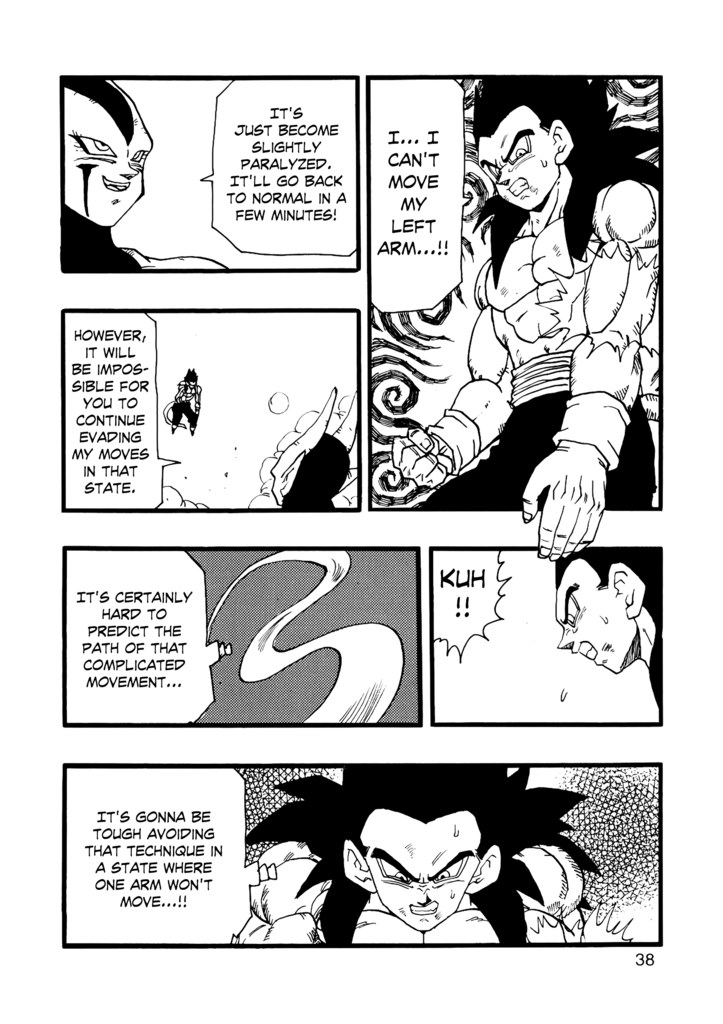 I... I
CAN'T
MOVE
MY
LEFT
ARM...!!
IT'S
JUST BECOME
SLIGHTLY
PARALYZED.
IT'LL GO BACK
TO NORMAL IN A
FEW MINUTES!
HOWEVER,
IT WILL
BE IMPOS-
SIBLE FOR
YOU TO
CONTINUE
EVADING
MY MOVES
IN THAT
STATE.
KUH
!!
IT'S CERTAINLY
HARD TO
PREDICT THE
PATH OF THAT
COMPLICATED
MOVEMENT...
IT'S GONNA BE
TOUGH AVOIDING
THAT TECHNIQUE IN
A STATE WHERE
ONE ARM WON'T
MOVE...!!
38